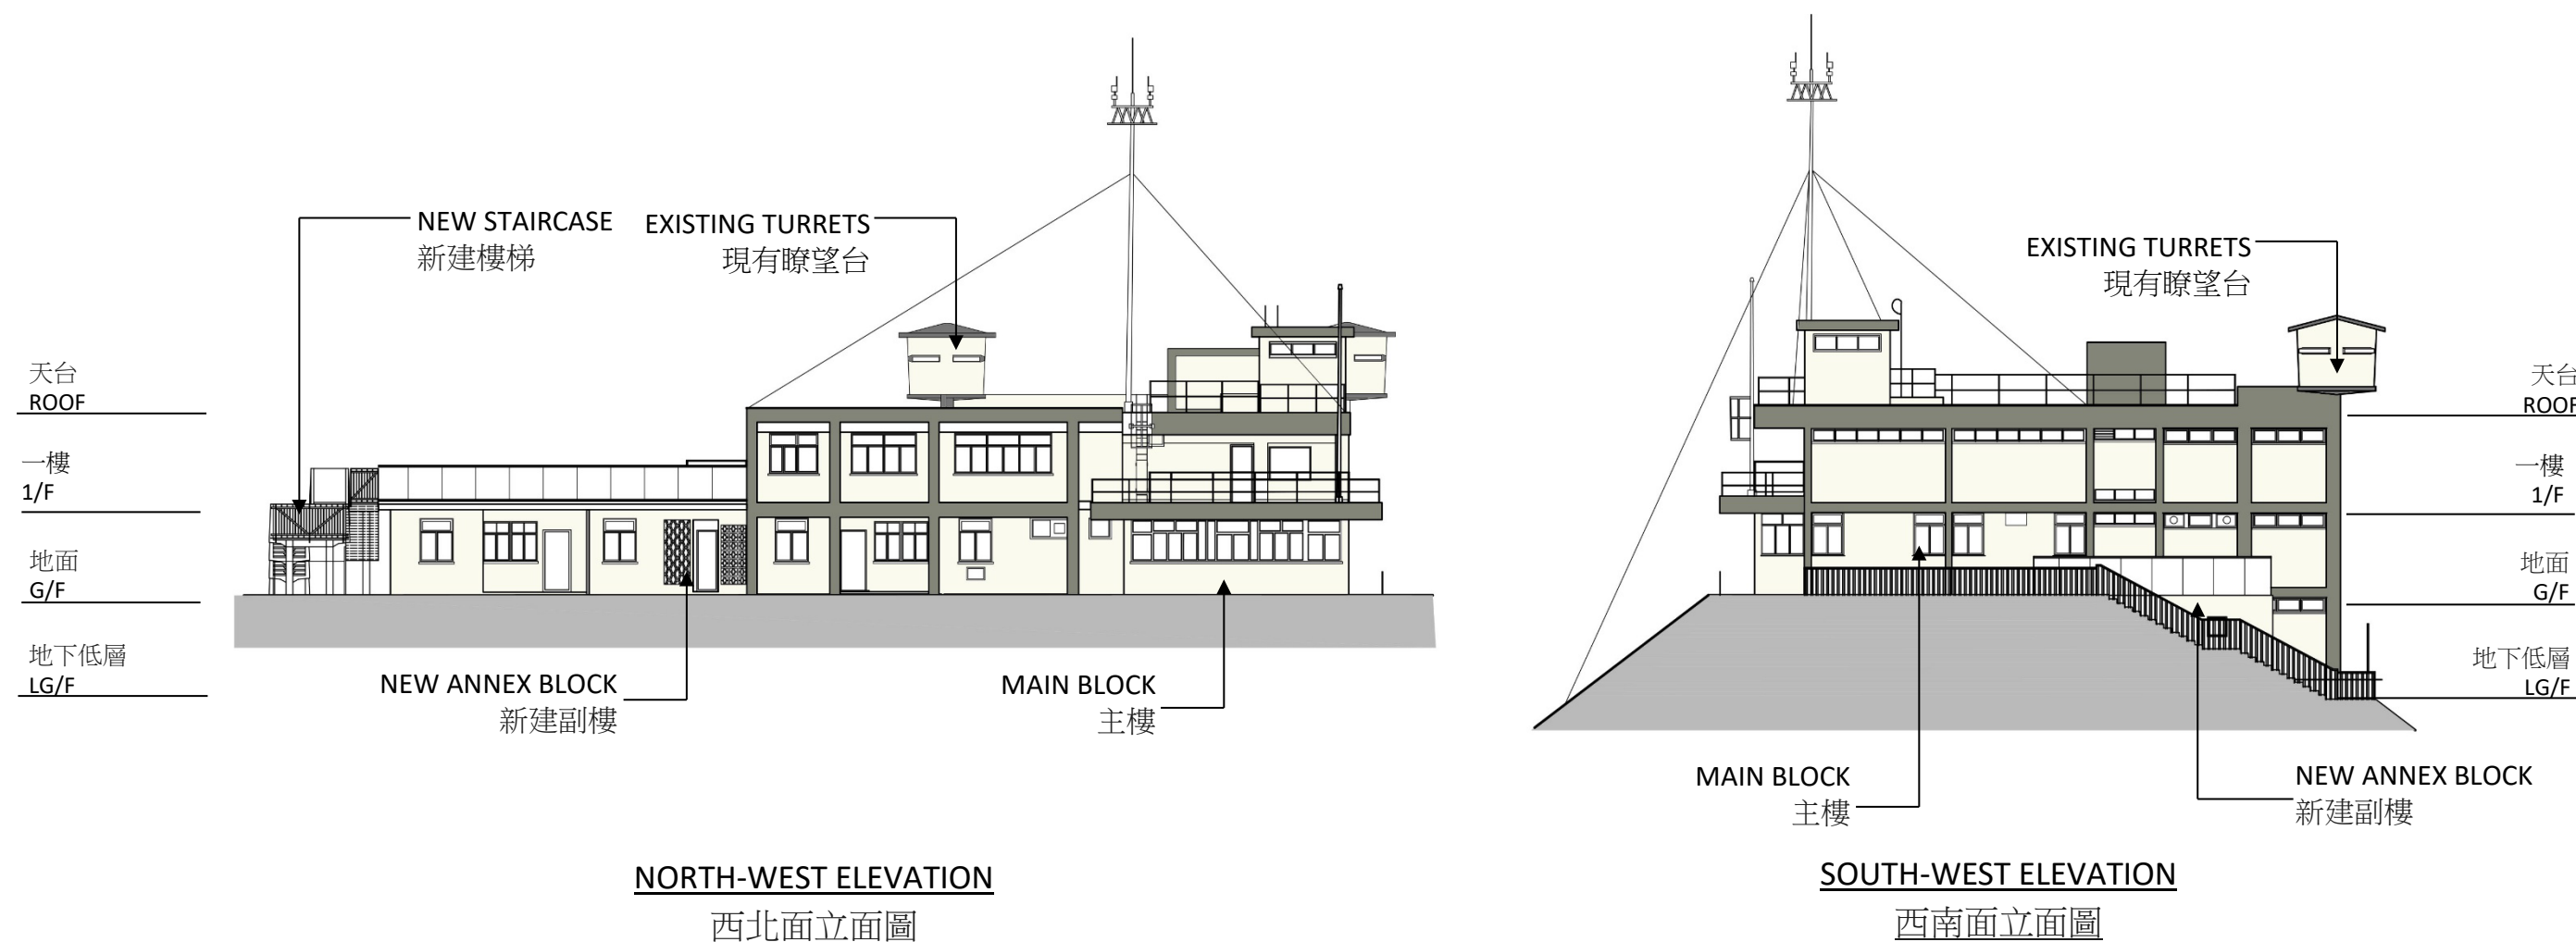 NEW STAIRCASE
新建樓梯
EXISTING TURRETS
現有瞭望台
天台
ROOF
一樓
1/F
地面
G/F
地下低層
LG/F
NEW ANNEX BLOCK
新建副樓
MAIN BLOCK
主樓
NORTH-WEST ELEVATION
西北面立面圖
EXISTING TURRETS
現有瞭望台
天台
ROOF
一樓
1/F
地面
G/F
地下低層
LG/F
MAIN BLOCK
主樓
NEW ANNEX BLOCK
新建副樓
SOUTH-WEST ELEVATION
西南面立面圖